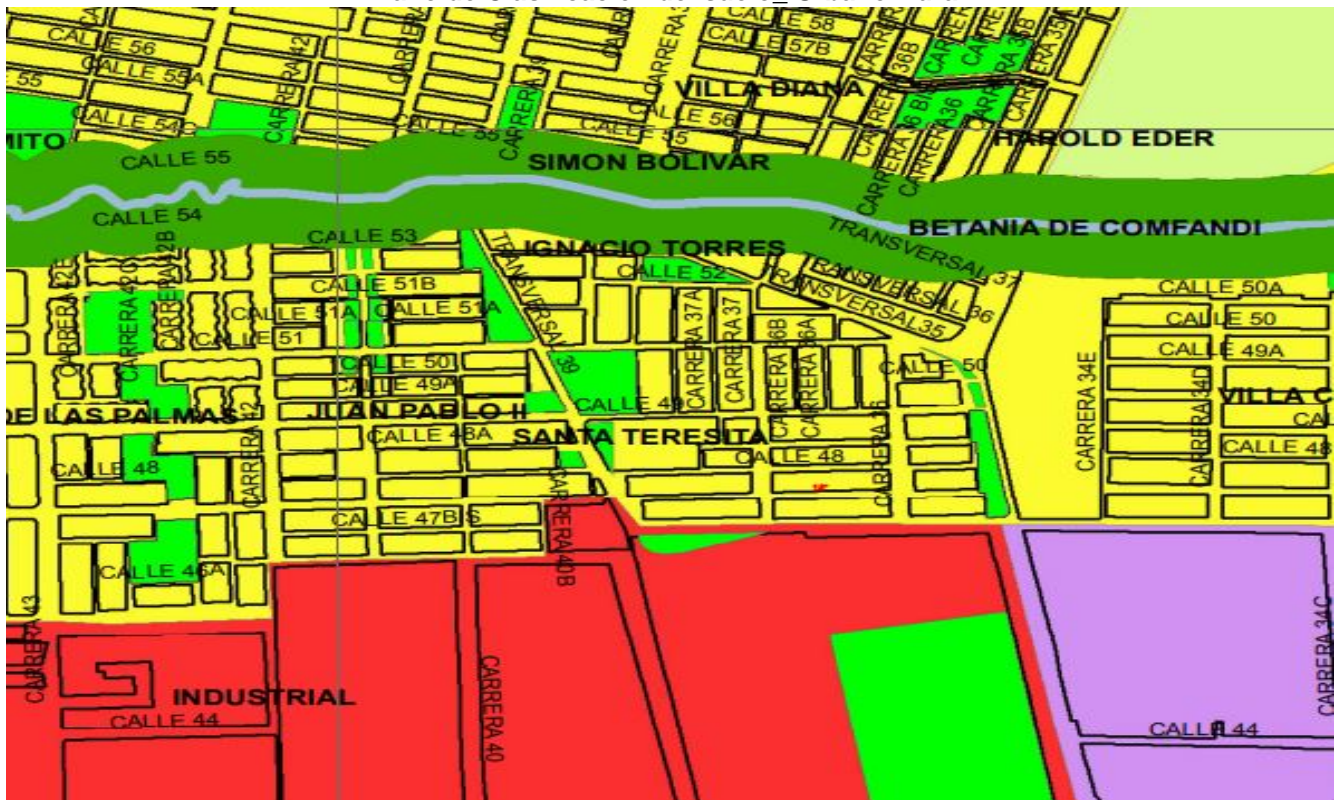 CALLE 58
CALLE 56
CALLE 57B
CALLE 55A
CARRERA 42
VILLA DIANA
CARRERA 36B
CARRERA 35A
CALLE 56
CALLE 55
CARRERA 36
HAROLD EDER
CALLE 55
SIMON BOLIVAR
CALLE 54
CALLE 53
IGNACIO TORRES
BETANIA DE COMFANDI
TRANSVERSAL 37
CALLE 52
TRANSVERSAL 36
TRANSVERSAL 35
TRANSVERSAL 39
CARRERA 42B
CALLE 51B
CALLE 51A
CALLE 51A
CALLE 51
CALLE 50A
CALLE 50
CALLE 49A
CALLE 50
CALLE 49A
CALLE 50
CARRERA 37A
CARRERA 37
CARRERA 36B
CARRERA 36A
CARRERA 36
CARRERA 34E
CARRERA 34D
DE LAS PALMAS
JUAN PABLO II
CALLE 49
VILLA C
CALLE 48A
SANTA TERESITA
CALLE 48
CALLE 48
CALLE 48
CARRERA 42
CALLE 47B S
CARRERA 40B
CALLE 46A
CARRERA 43
INDUSTRIAL
CALLE 44
CARRERA 40
CARRERA 34C
CALLE 44